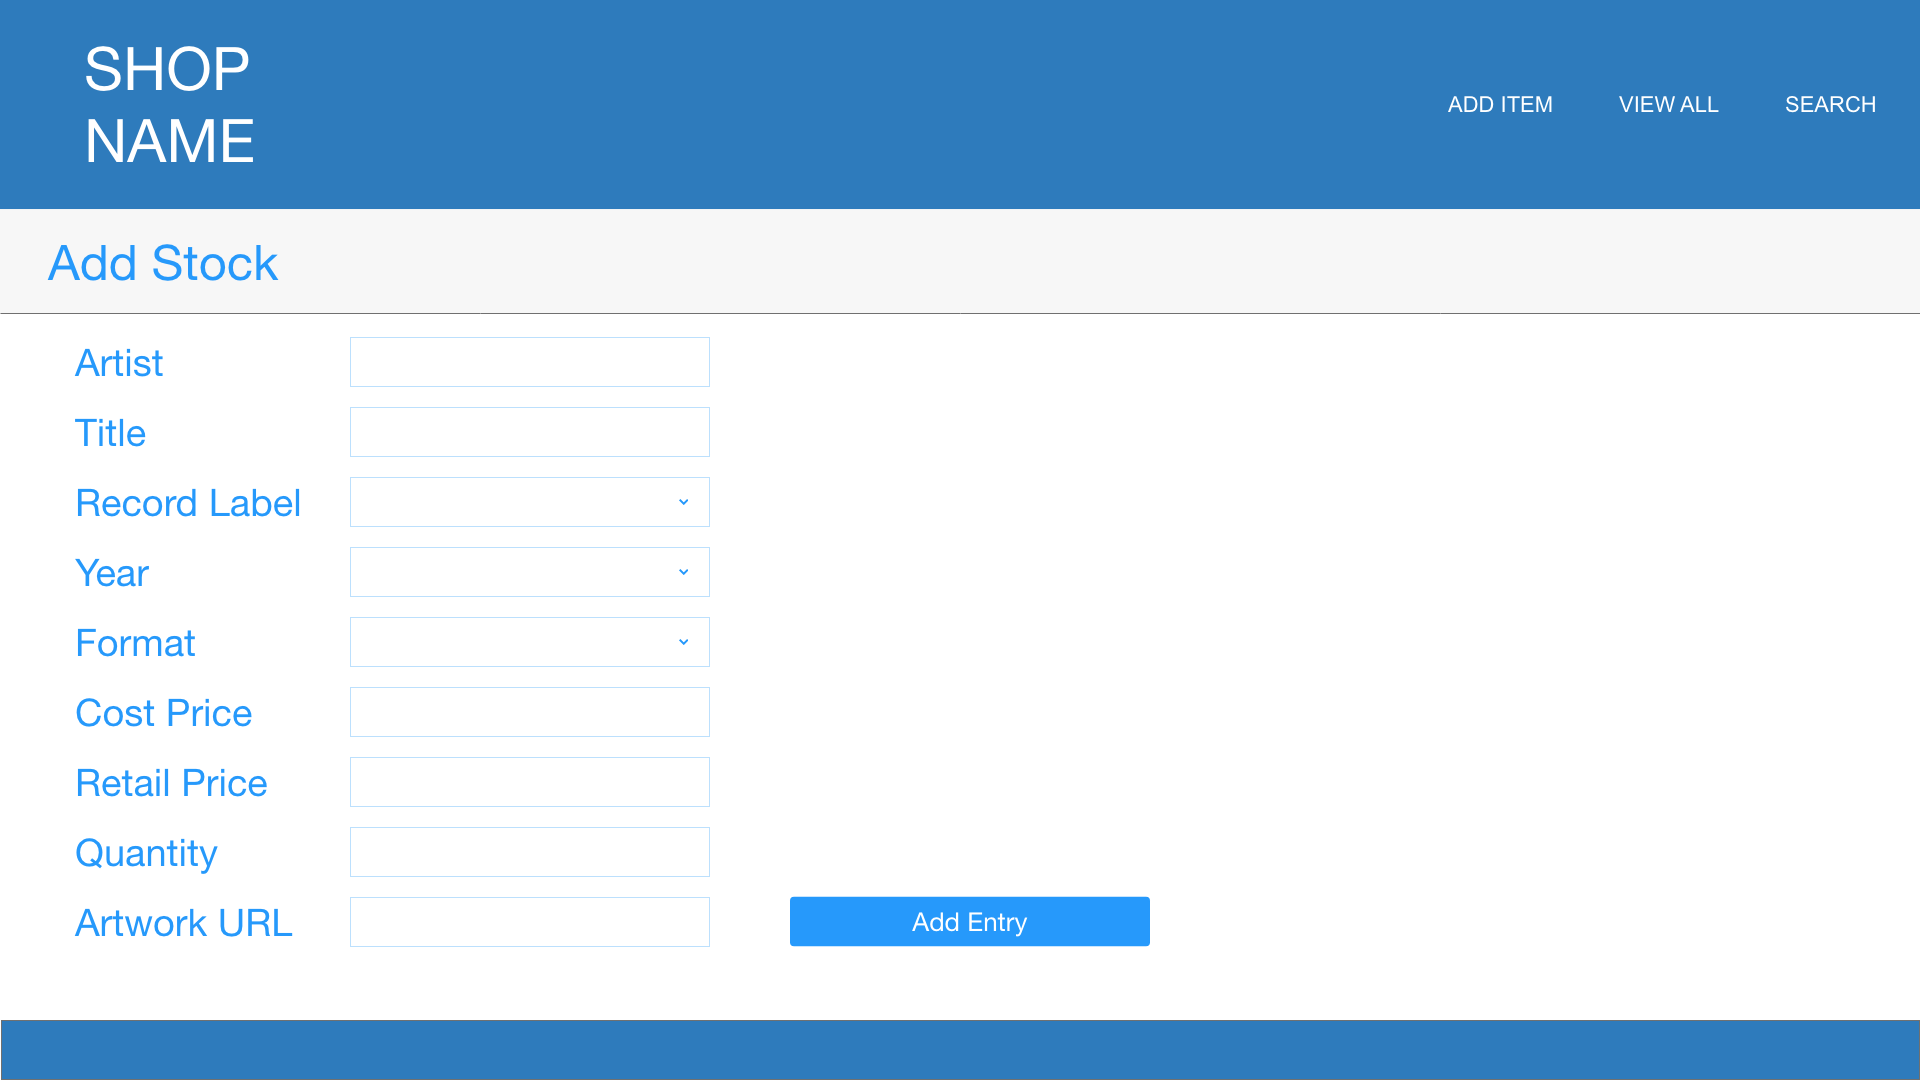 SHOP
NAME
ADD ITEM VIEW ALL SEARCH
Add Stock
Artist
Title
Record Label
Year
Format
Cost Price
Retail Price
Quantity
Artwork URL
Add Entry